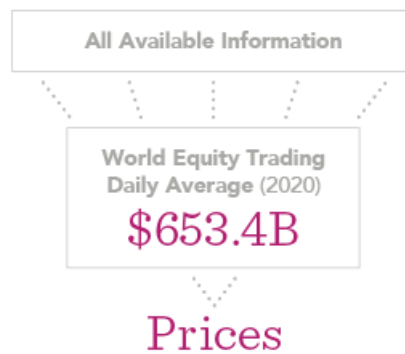 All Available Information
World Equity Trading
Daily Average (2020)
$653.4B
Prices